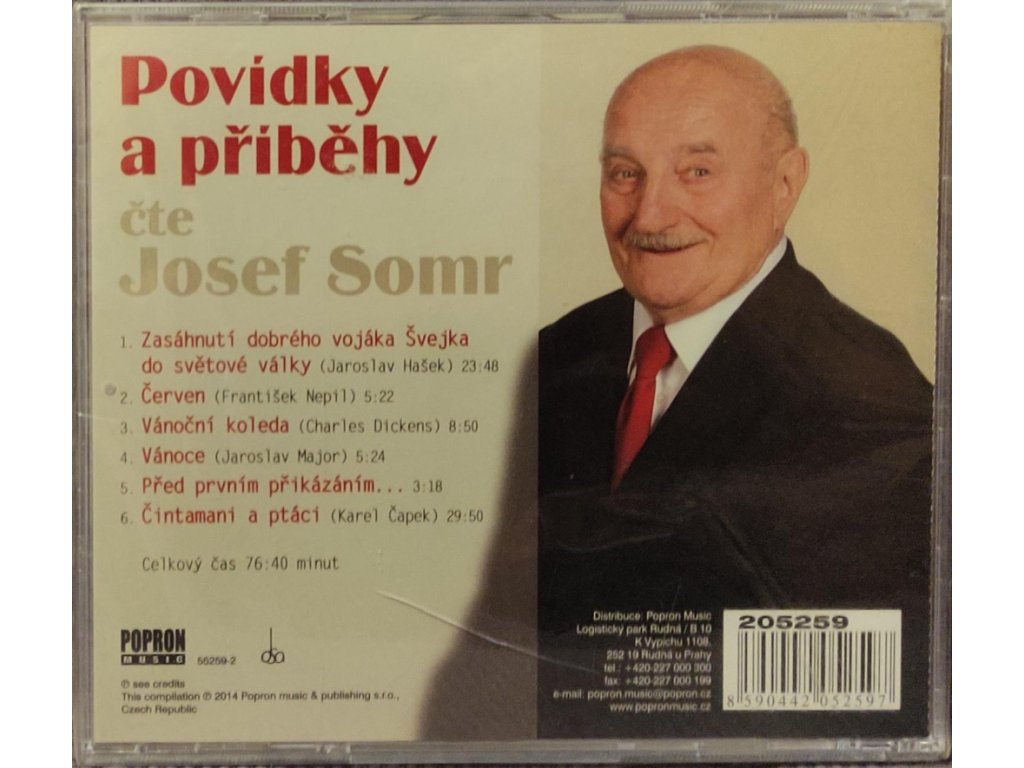 Povídky
a příběhy
čte
Josef Somr
1. Zasáhnutí dobrého vojáka Švejka
do světové války (Jaroslav Hašek) 23:48
2. Červen (František Nepil) 5:22
3. Vánoční koleda (Charles Dickens) 8:50
4. Vánoce (Jaroslav Major) 5:24
5. Před prvním přikázáním... 3:18
6. Čintamani a ptáci (Karel Čapek) 29:50
Celkový čas 76:40 minut
POPRON
MUSIC
55259-2
dsa
℗ see credits
This compilation ℗ 2014 Popron music & publishing s.r.o.,
Czech Republic
Distribuce: Popron Music
Logistický park Rudná / B 10
K Vypichu 1108,
252 19 Rudná u Prahy
tel.: +420 227 000 300
fax: +420 227 000 199
e-mail: popron.music@popron.cz
www.popronmusic.cz
205259
8 590442 052597